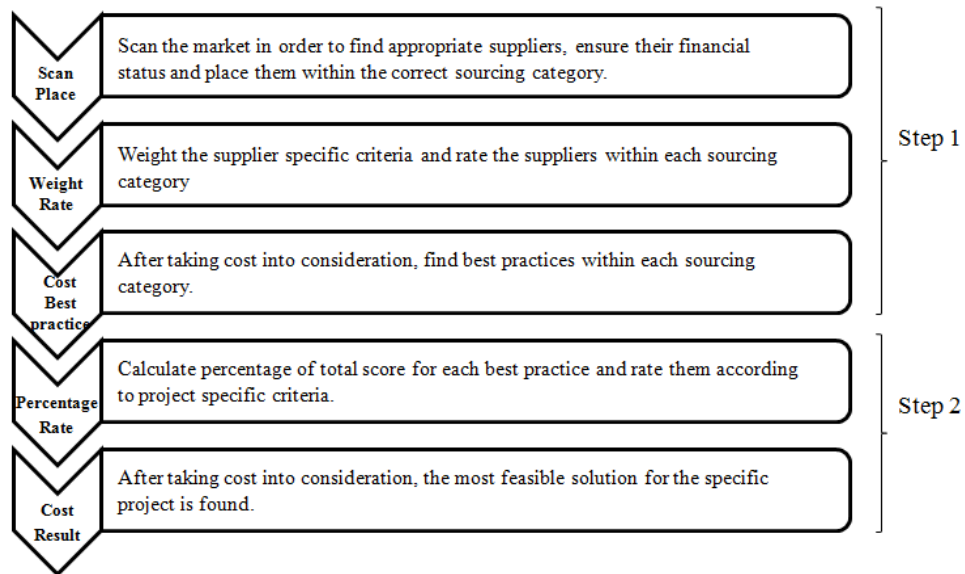 Scan
Place
Scan the market in order to find appropriate suppliers, ensure their financial
status and place them within the correct sourcing category.
Step 1
Weight
Rate
Weight the supplier specific criteria and rate the suppliers within each sourcing
category
Cost
Best
practice
After taking cost into consideration, find best practices within each sourcing
category.
Percentage
Rate
Calculate percentage of total score for each best practice and rate them according
to project specific criteria.
Step 2
Cost
Result
After taking cost into consideration, the most feasible solution for the specific
project is found.